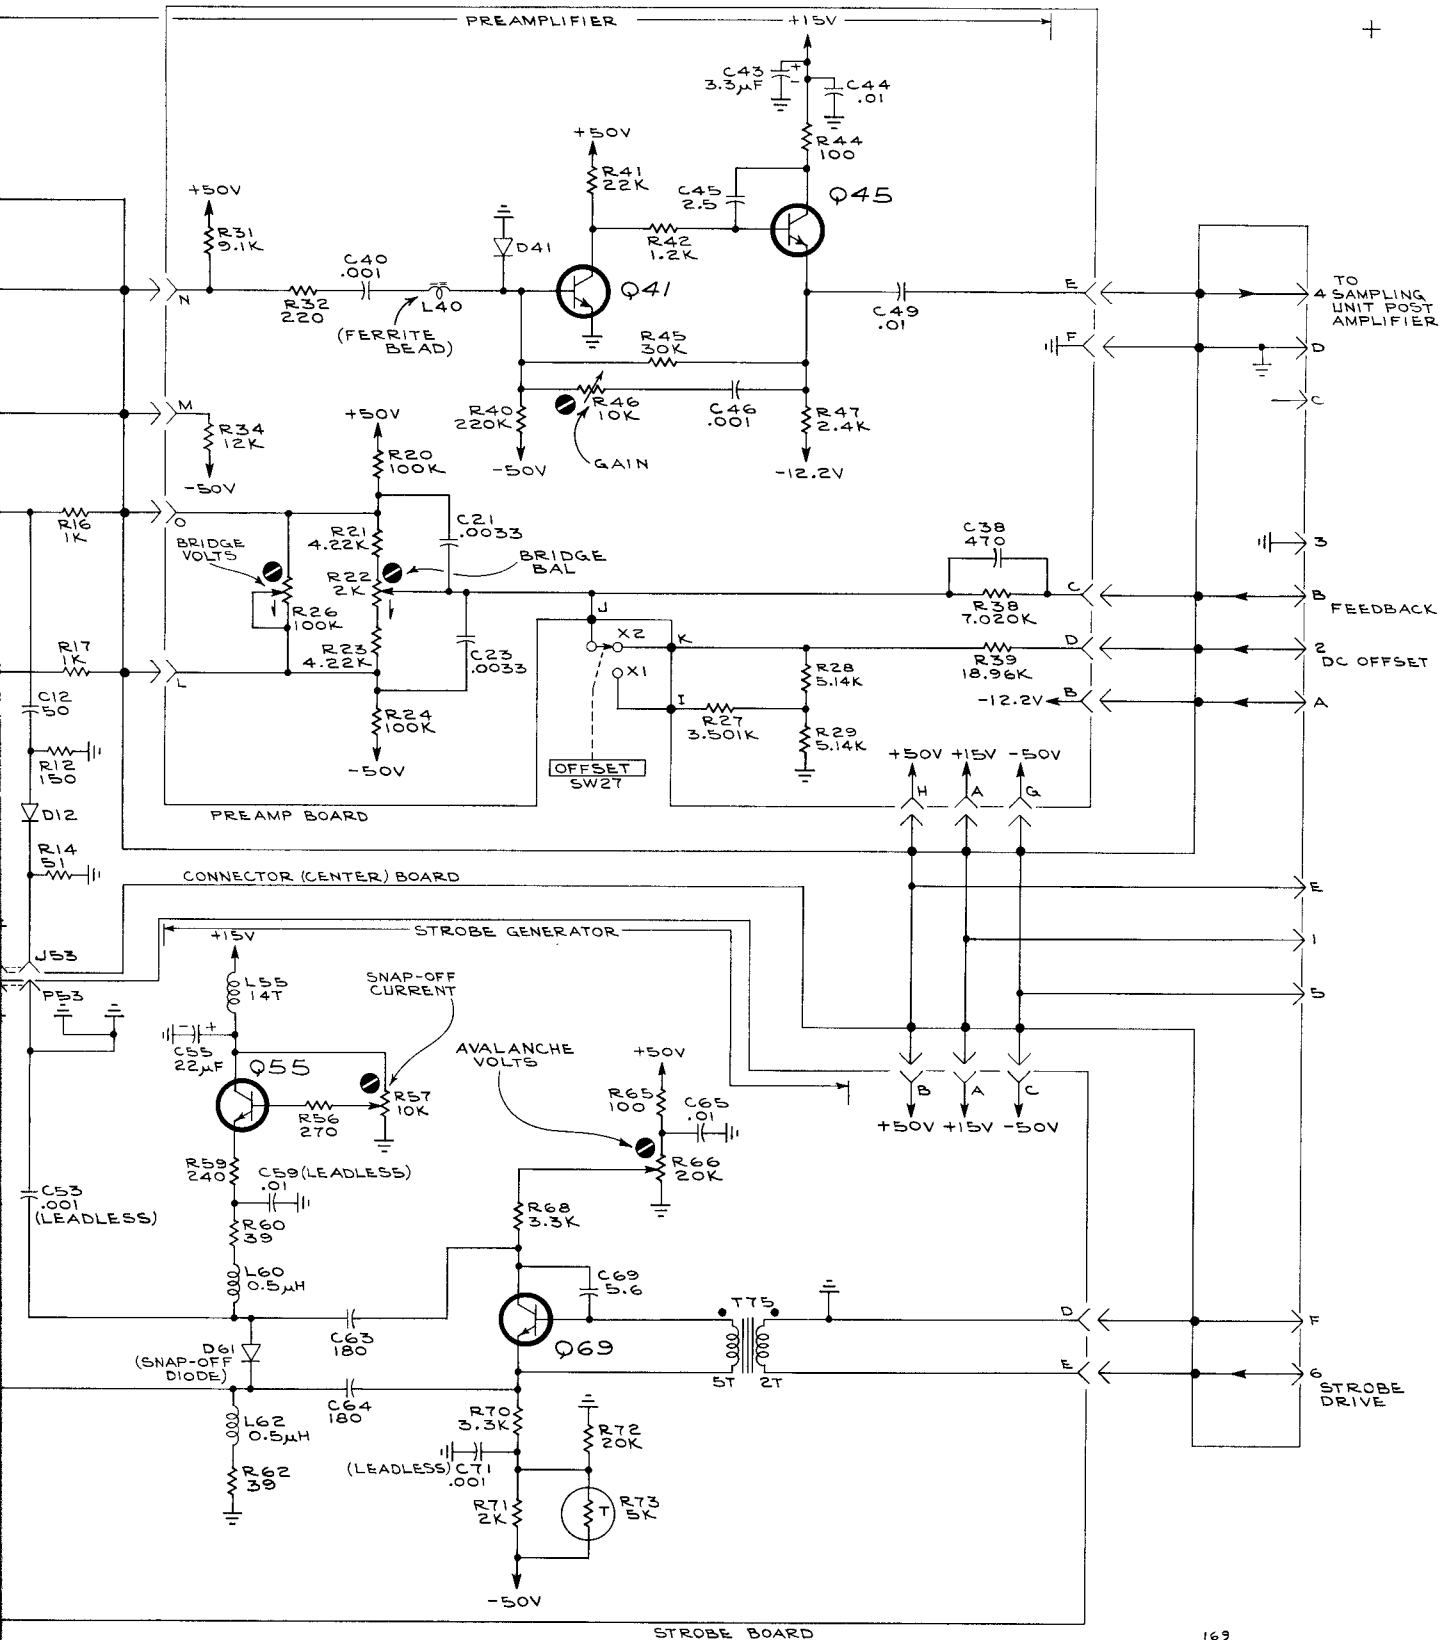 PREAMPLIFIER
+15V
C43
3.3µF
+
-
C44
.01
R44
100
+50V
R41
22K
C45
2.5
Q45
+50V
R31
9.1K
D41
R42
1.2K
C40
.001
N
R32
220
L40
(FERRITE
BEAD)
Q41
C49
.01
E
4
TO
SAMPLING
UNIT POST
AMPLIFIER
R45
30K
F
D
R46
10K
C46
.001
C
M
R34
12K
-50V
+50V
R20
100K
R40
220K
-50V
GAIN
R47
2.4K
-12.2V
R16
1K
O
BRIDGE
VOLTS
R21
4.22K
C21
.0033
BRIDGE
BAL
C38
470
3
R22
2K
R26
100K
J
R38
7.020K
C
B
FEEDBACK
R17
1K
L
R23
4.22K
C23
.0033
X2
K
X1
R28
5.14K
R39
18.96K
D
2
DC OFFSET
C12
50
R24
100K
-50V
I
R27
3.501K
-12.2V
B
A
R12
150
R29
5.14K
OFFSET
SW27
+50V +15V -50V
H
A
G
D12
PREAMP BOARD
R14
51
CONNECTOR (CENTER) BOARD
E
STROBE GENERATOR
+15V
1
J53
P53
L55
14T
SNAP-OFF
CURRENT
5
-
+
C55
22µF
Q55
AVALANCHE
VOLTS
+50V
R57
10K
R56
270
R65
100
C65
.01
B
A
C
+50V +15V -50V
R59
240
C59 (LEADLESS)
.01
R66
20K
C53
.001
(LEADLESS)
R60
39
R68
3.3K
L60
0.5µH
C69
5.6
T75
D
F
C63
180
Q69
D61
(SNAP-OFF
DIODE)
5T
2T
E
6
STROBE
DRIVE
C64
180
L62
0.5µH
R70
3.3K
R72
20K
R62
39
(LEADLESS) C71
.001
R71
2K
T
R73
5K
-50V
STROBE BOARD
169